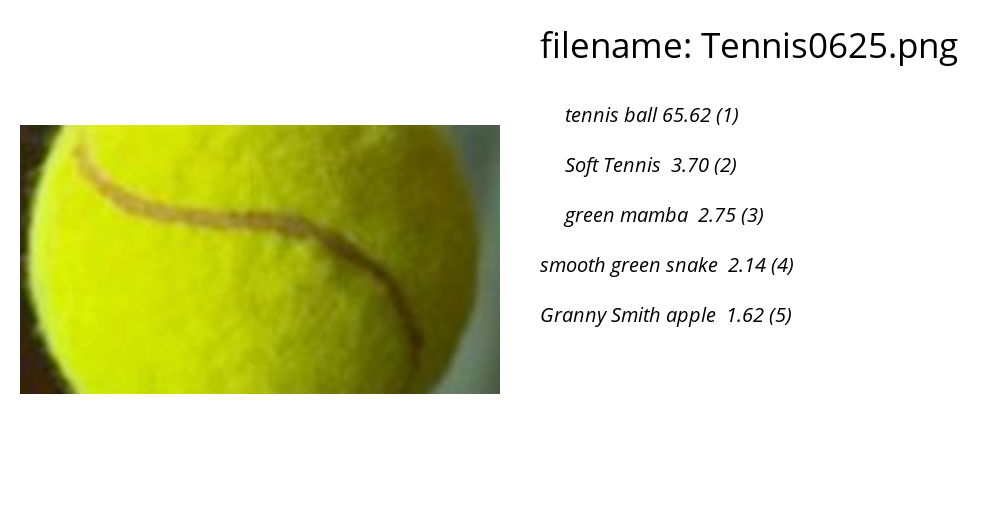 filename: Tennis0625.png
tennis ball 65.62 (1)
Soft Tennis 3.70 (2)
green mamba 2.75 (3)
smooth green snake 2.14 (4)
Granny Smith apple 1.62 (5)